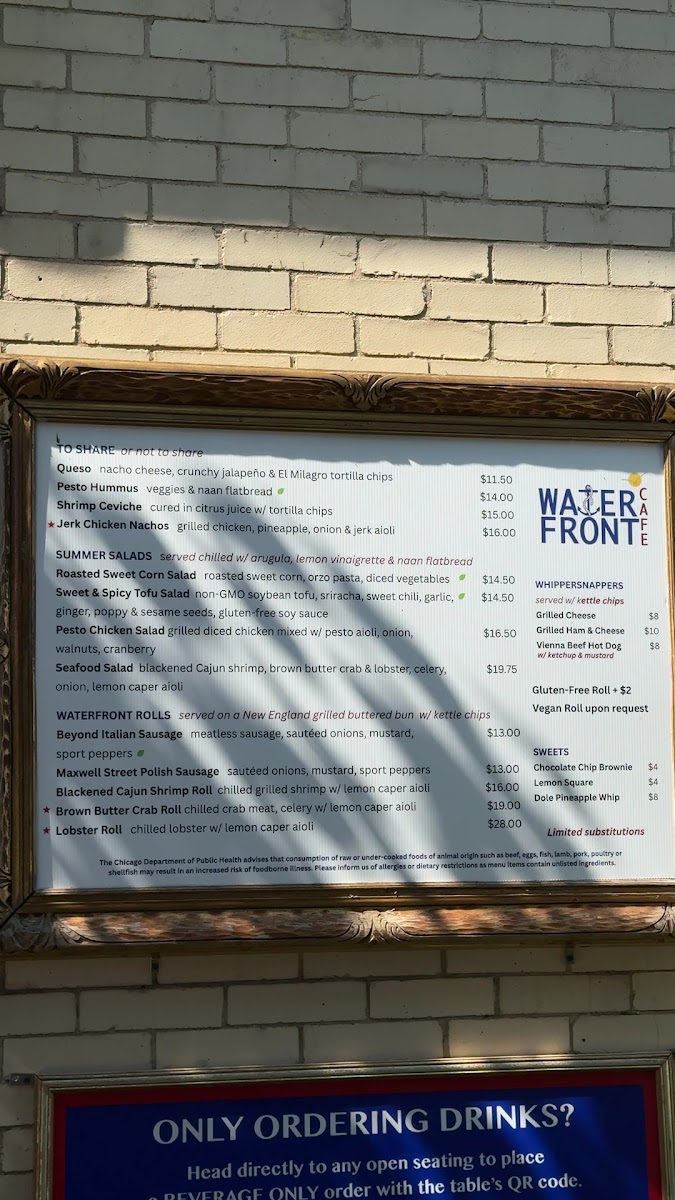 TO SHARE or not to share
Queso nacho cheese, crunchy jalapeño & El Milagro tortilla chips $11.50
Pesto Hummus veggies & naan flatbread $14.00
Shrimp Ceviche cured in citrus juice w/ tortilla chips $15.00
★ Jerk Chicken Nachos grilled chicken, pineapple, onion & jerk aioli $16.00
SUMMER SALADS served chilled w/ arugula, lemon vinaigrette & naan flatbread
Roasted Sweet Corn Salad roasted sweet corn, orzo pasta, diced vegetables $14.50
Sweet & Spicy Tofu Salad non-GMO soybean tofu, sriracha, sweet chili, garlic, $14.50
ginger, poppy & sesame seeds, gluten-free soy sauce
Pesto Chicken Salad grilled diced chicken mixed w/ pesto aioli, onion, $16.50
walnuts, cranberry
Seafood Salad blackened Cajun shrimp, brown butter crab & lobster, celery, $19.75
onion, lemon caper aioli
WATERFRONT ROLLS served on a New England grilled buttered bun w/ kettle chips
Beyond Italian Sausage meatless sausage, sautéed onions, mustard, $13.00
sport peppers
Maxwell Street Polish Sausage sautéed onions, mustard, sport peppers $13.00
Blackened Cajun Shrimp Roll chilled grilled shrimp w/ lemon caper aioli $16.00
★ Brown Butter Crab Roll chilled crab meat, celery w/ lemon caper aioli $19.00
★ Lobster Roll chilled lobster w/ lemon caper aioli $28.00
WATER
FRONT
CAFE
WHIPPERSNAPPERS
served w/ kettle chips
Grilled Cheese $8
Grilled Ham & Cheese $10
Vienna Beef Hot Dog $8
w/ ketchup & mustard
Gluten-Free Roll + $2
Vegan Roll upon request
SWEETS
Chocolate Chip Brownie $4
Lemon Square $4
Dole Pineapple Whip $8
Limited substitutions
The Chicago Department of Public Health advises that consumption of raw or under-cooked foods of animal origin such as beef, eggs, fish, lamb, pork, poultry or
shellfish may result in an increased risk of foodborne illness. Please inform us of allergies or dietary restrictions as menu items contain unlisted ingredients.
ONLY ORDERING DRINKS?
Head directly to any open seating to place
a BEVERAGE ONLY order with the table's QR code.